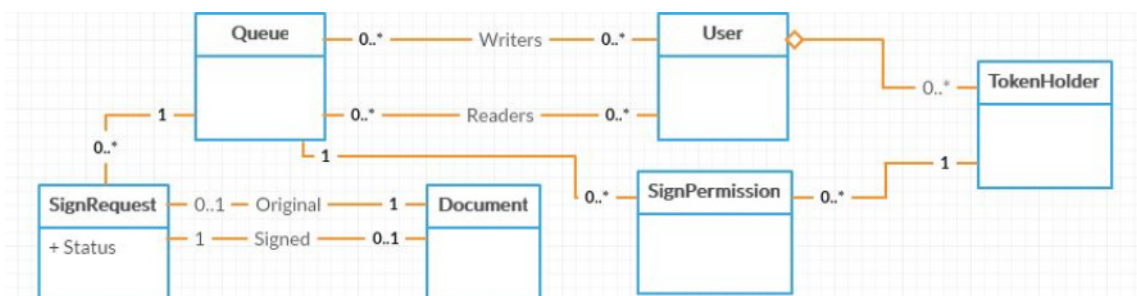 Queue
0..* Writers 0..*
User
TokenHolder
0..*
1
0..* Readers 0..*
0..*
1
1
SignPermission
0..*
0..*
SignRequest
+ Status
0..1 Original 1
1 Signed 0..1
Document